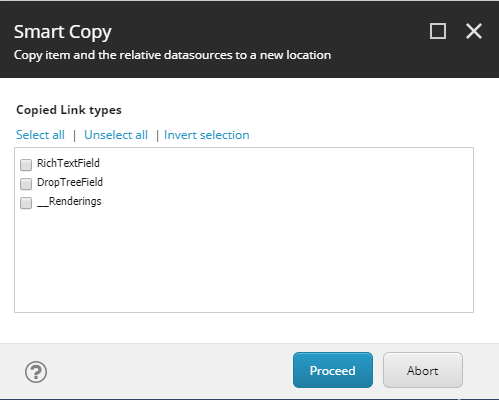 Smart Copy
Copy item and the relative datasources to a new location
Copied Link types
Select all | Unselect all | Invert selection
RichTextField
DropTreeField
__Renderings
? Proceed Abort